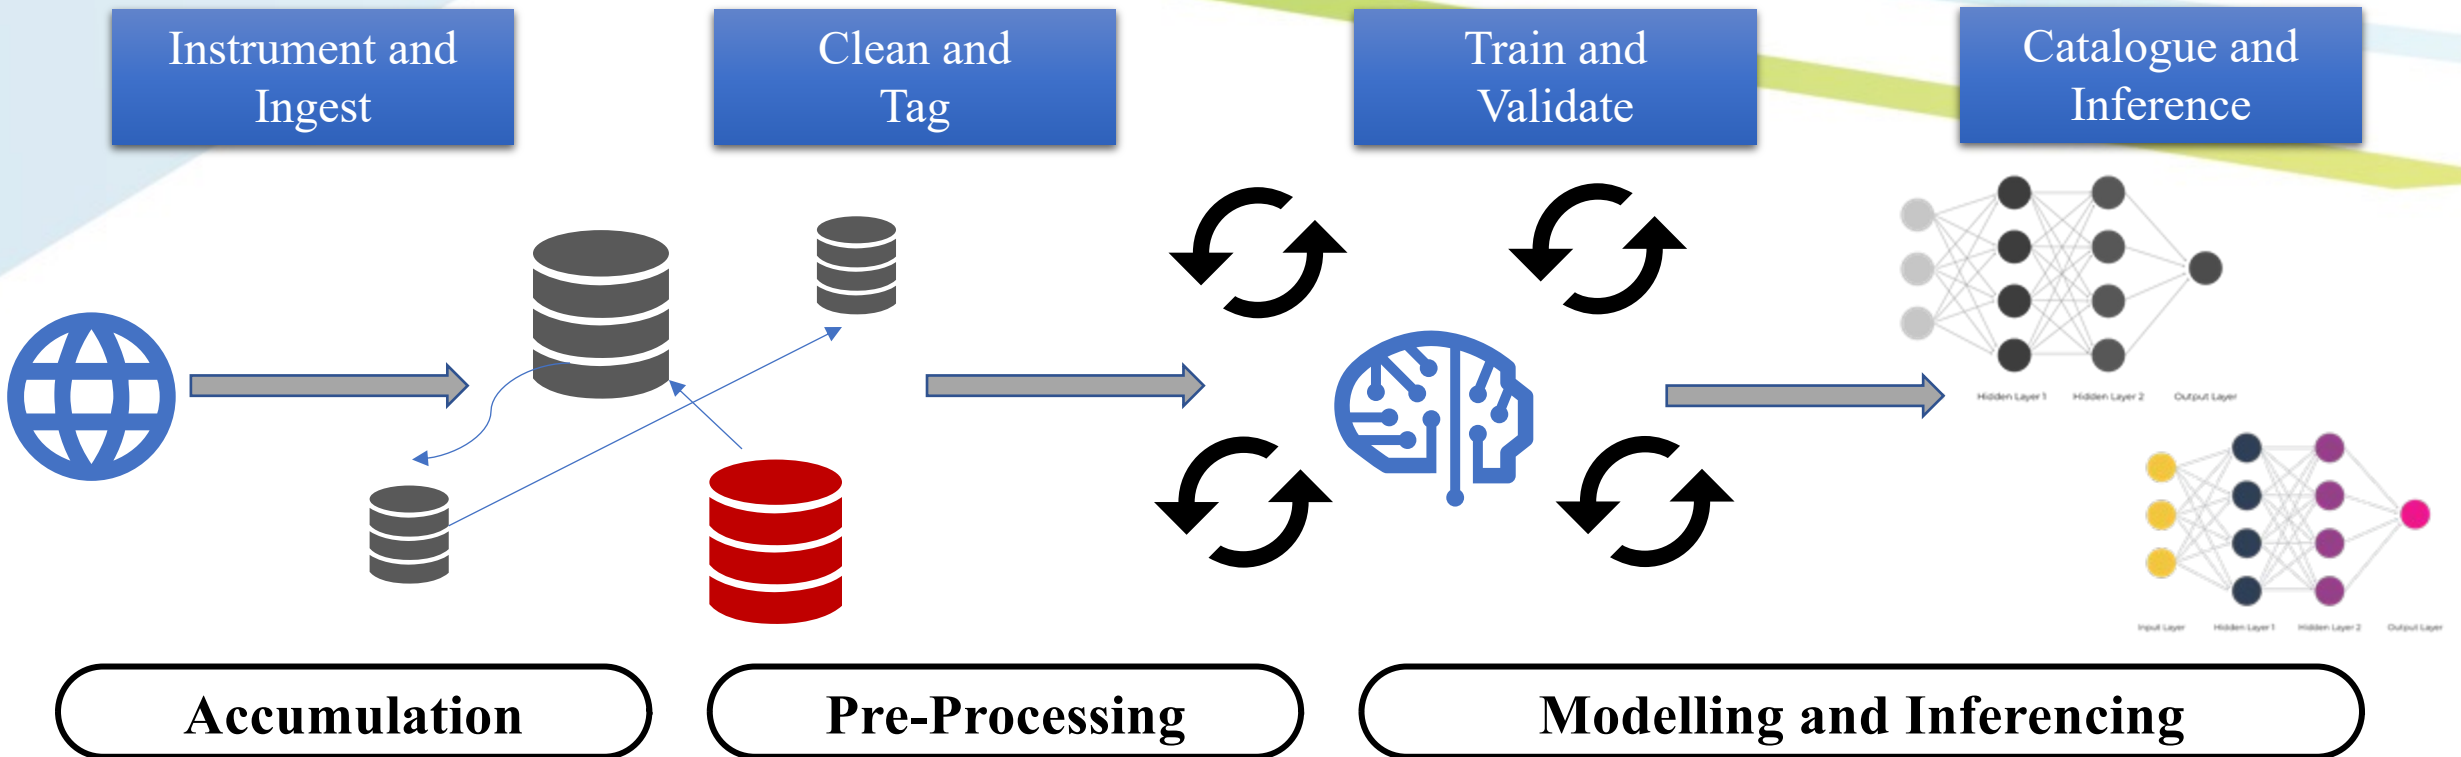 Instrument and
Ingest
Clean and
Tag
Train and
Validate
Catalogue and
Inference
Hidden Layer 1
Hidden Layer 2
Output Layer
Input Layer
Hidden Layer 1
Hidden Layer 2
Output Layer
Accumulation
Pre-Processing
Modelling and Inferencing